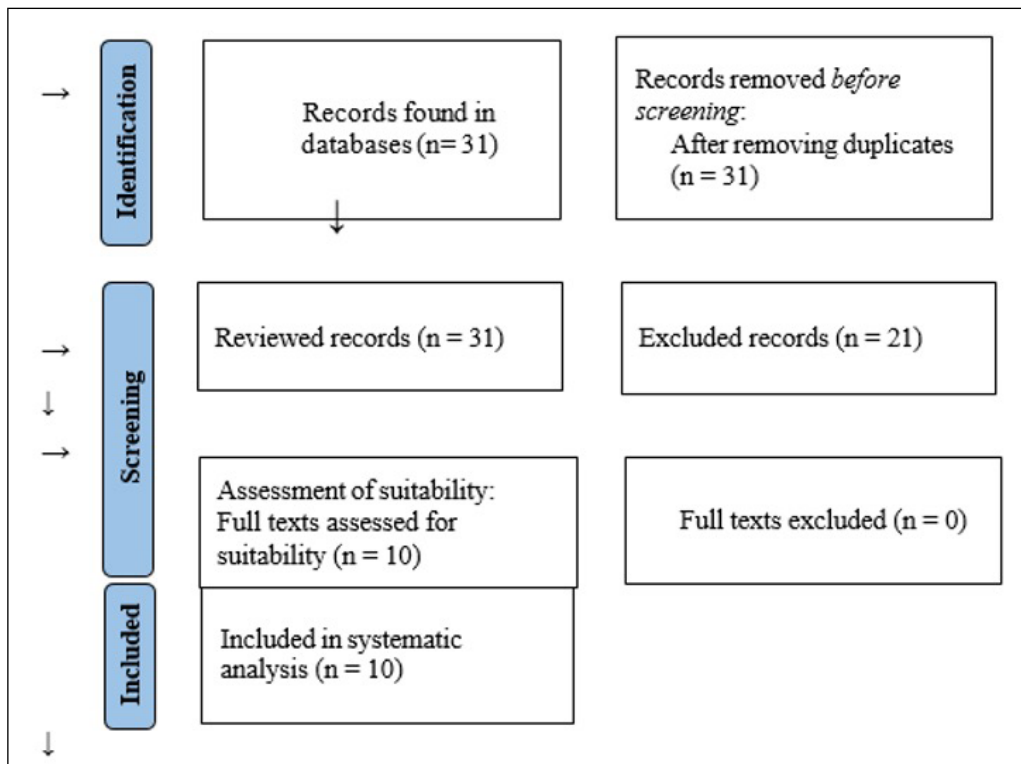 Identification
Records found in
databases (n= 31)
Records removed before
screening:
After removing duplicates
(n = 31)
Screening
Reviewed records (n = 31)
Excluded records (n = 21)
Assessment of suitability:
Full texts assessed for
suitability (n = 10)
Full texts excluded (n = 0)
Included
Included in systematic
analysis (n = 10)